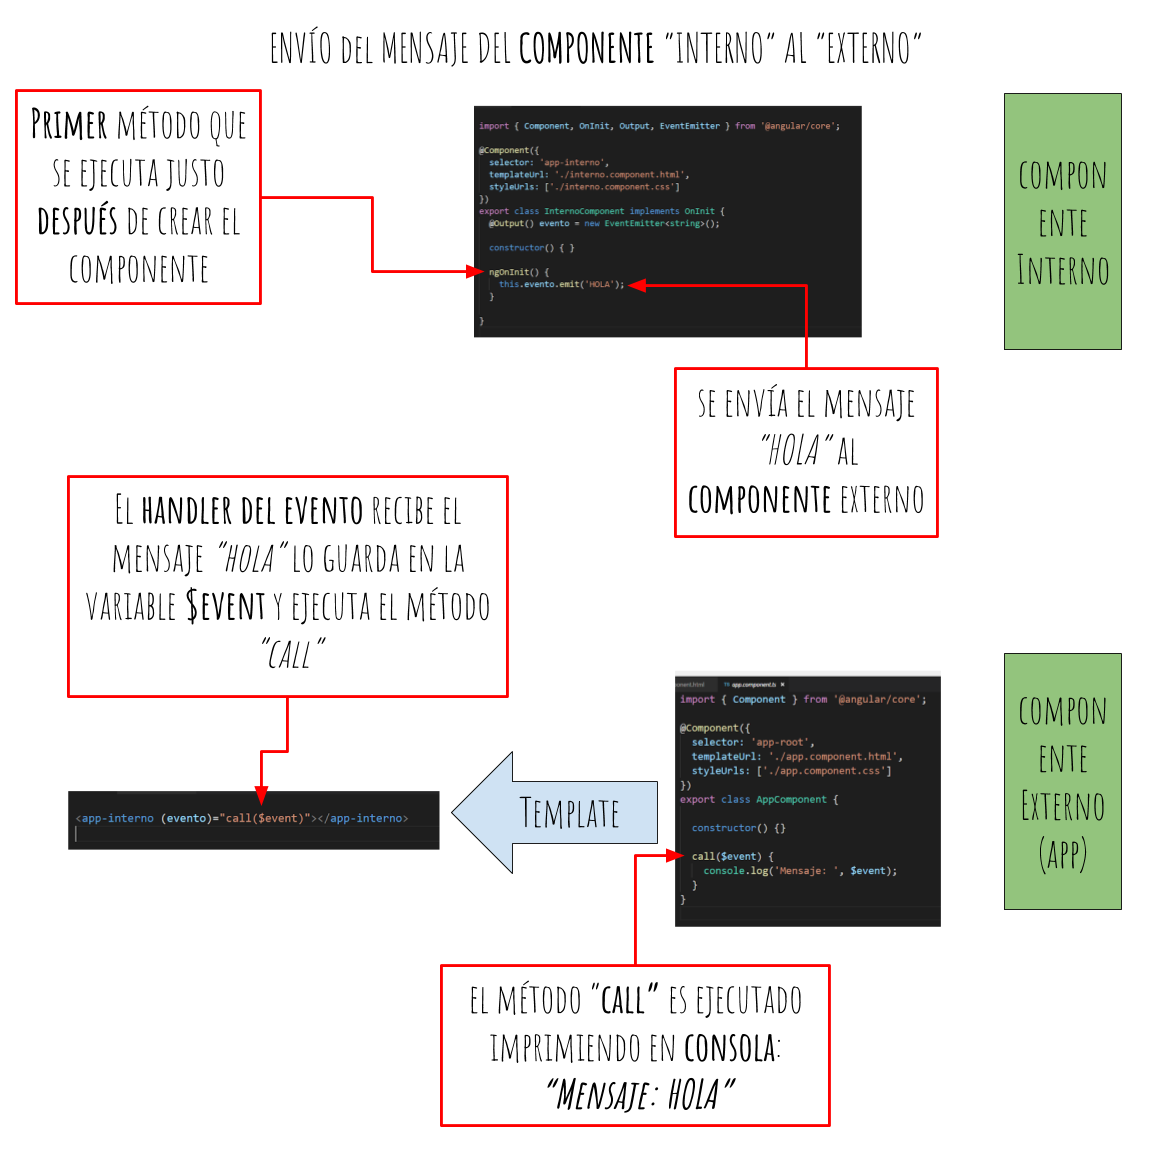 ENVÍO del MENSAJE DEL COMPONENTE "INTERNO" AL "EXTERNO"
PRIMER MÉTODO QUE
SE EJECUTA JUSTO
DESPUÉS DE CREAR EL
COMPONENTE
import { Component, OnInit, Output, EventEmitter } from '@angular/core';
@Component({
selector: 'app-interno',
templateUrl: './interno.component.html',
styleUrls: ['./interno.component.css']
})
export class InternoComponent implements OnInit {
@Output() evento = new EventEmitter<string>();
constructor() { }
ngOnInit() {
this.evento.emit('HOLA');
}
}
COMPON
ENTE
INTERNO
SE ENVÍA EL MENSAJE
"HOLA" AL
COMPONENTE EXTERNO
EL HANDLER DEL EVENTO RECIBE EL
MENSAJE "HOLA" LO GUARDA EN LA
VARIABLE $EVENT Y EJECUTA EL MÉTODO
"CALL"
<app-interno (evento)="call($event)"></app-interno>
TEMPLATE
ponent.html TS app.component.ts ×
import { Component } from '@angular/core';
@Component({
selector: 'app-root',
templateUrl: './app.component.html',
styleUrls: ['./app.component.css']
})
export class AppComponent {
constructor() {}
call($event) {
console.log('Mensaje: ', $event);
}
}
COMPON
ENTE
EXTERNO
(APP)
EL MÉTODO "CALL" ES EJECUTADO
IMPRIMIENDO EN CONSOLA:
"MENSAJE: HOLA"